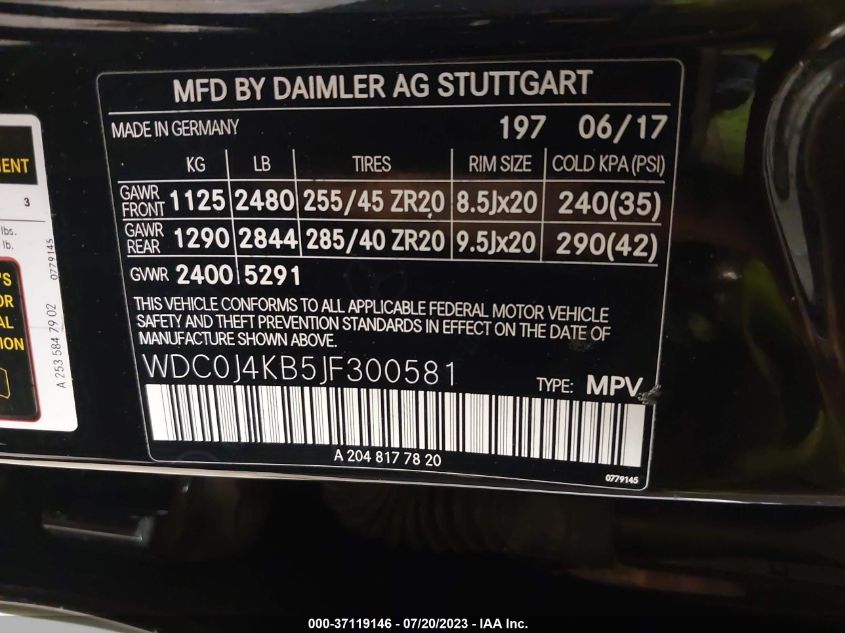 MFD BY DAIMLER AG STUTTGART
MADE IN GERMANY 197 06/17
KG LB TIRES RIM SIZE COLD KPA (PSI)
GAWR FRONT 1125 2480 255/45 ZR20 8.5Jx20 240(35)
GAWR REAR 1290 2844 285/40 ZR20 9.5Jx20 290(42)
GVWR 2400 5291
THIS VEHICLE CONFORMS TO ALL APPLICABLE FEDERAL MOTOR VEHICLE
SAFETY AND THEFT PREVENTION STANDARDS IN EFFECT ON THE DATE OF
MANUFACTURE SHOWN ABOVE.
WDC0J4KB5JF300581 TYPE: MPV
A 204 817 78 20
0779145
3
lbs.
lb.
0779145
A 253 584 79 02
000-37119146 - 07/20/2023 - IAA Inc.